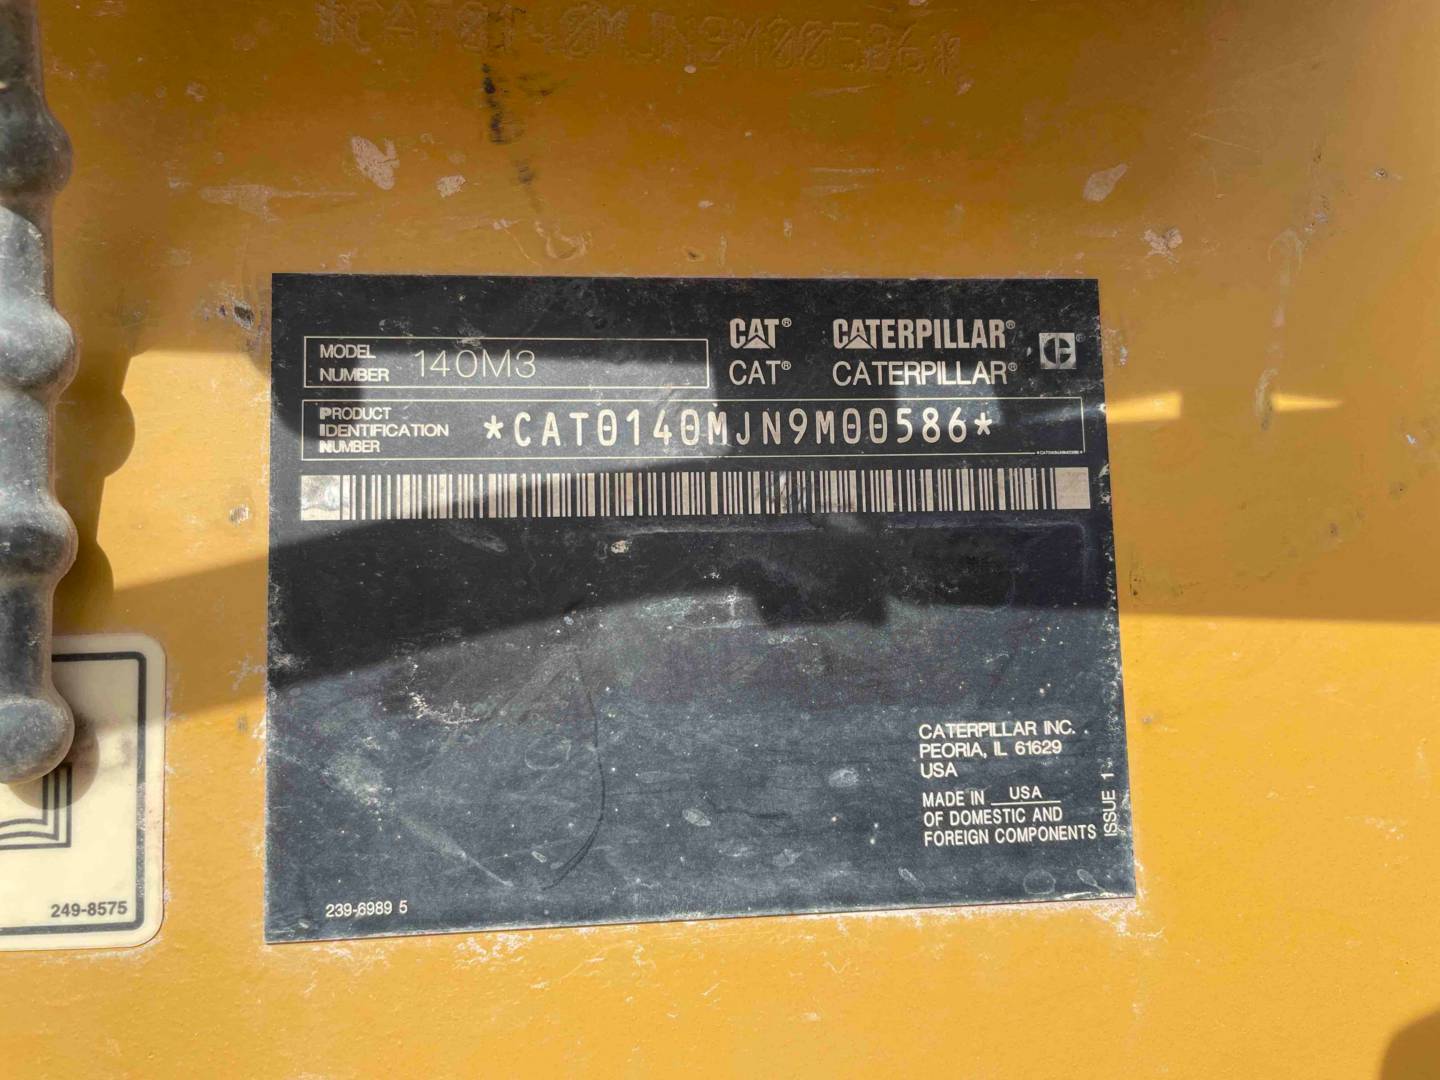 *CAT0140MJN9M00586*
MODEL NUMBER 140M3
CAT® CATERPILLAR®
CAT® CATERPILLAR®
PRODUCT IDENTIFICATION NUMBER *CAT0140MJN9M00586*
CATERPILLAR INC.
PEORIA, IL 61629
USA
MADE IN USA
OF DOMESTIC AND
FOREIGN COMPONENTS
ISSUE 1
239-6989 5
249-8575